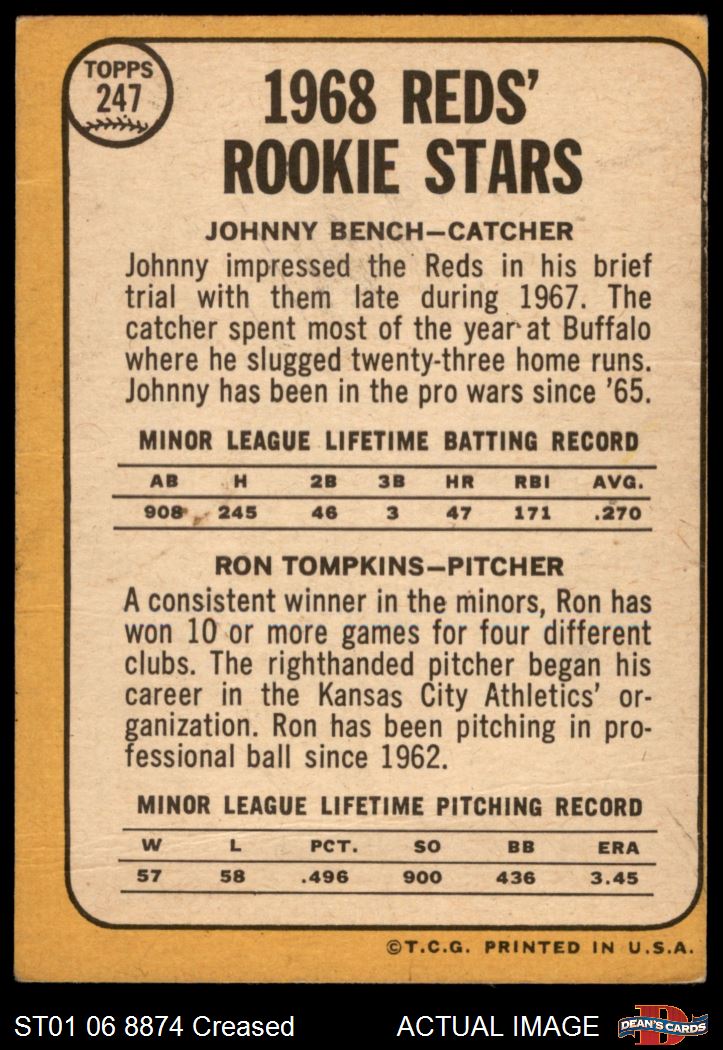 TOPPS
247
1968 REDS'
ROOKIE STARS
JOHNNY BENCH—CATCHER
Johnny impressed the Reds in his brief
trial with them late during 1967. The
catcher spent most of the year at Buffalo
where he slugged twenty-three home runs.
Johnny has been in the pro wars since '65.
MINOR LEAGUE LIFETIME BATTING RECORD
AB H 2B 3B HR RBI AVG.
908 245 46 3 47 171 .270
RON TOMPKINS—PITCHER
A consistent winner in the minors, Ron has
won 10 or more games for four different
clubs. The righthanded pitcher began his
career in the Kansas City Athletics' or-
ganization. Ron has been pitching in pro-
fessional ball since 1962.
MINOR LEAGUE LIFETIME PITCHING RECORD
W L PCT. SO BB ERA
57 58 .496 900 436 3.45
©T.C.G. PRINTED IN U.S.A.
ST01 06 8874 Creased ACTUAL IMAGE
D
DEAN'S CARDS